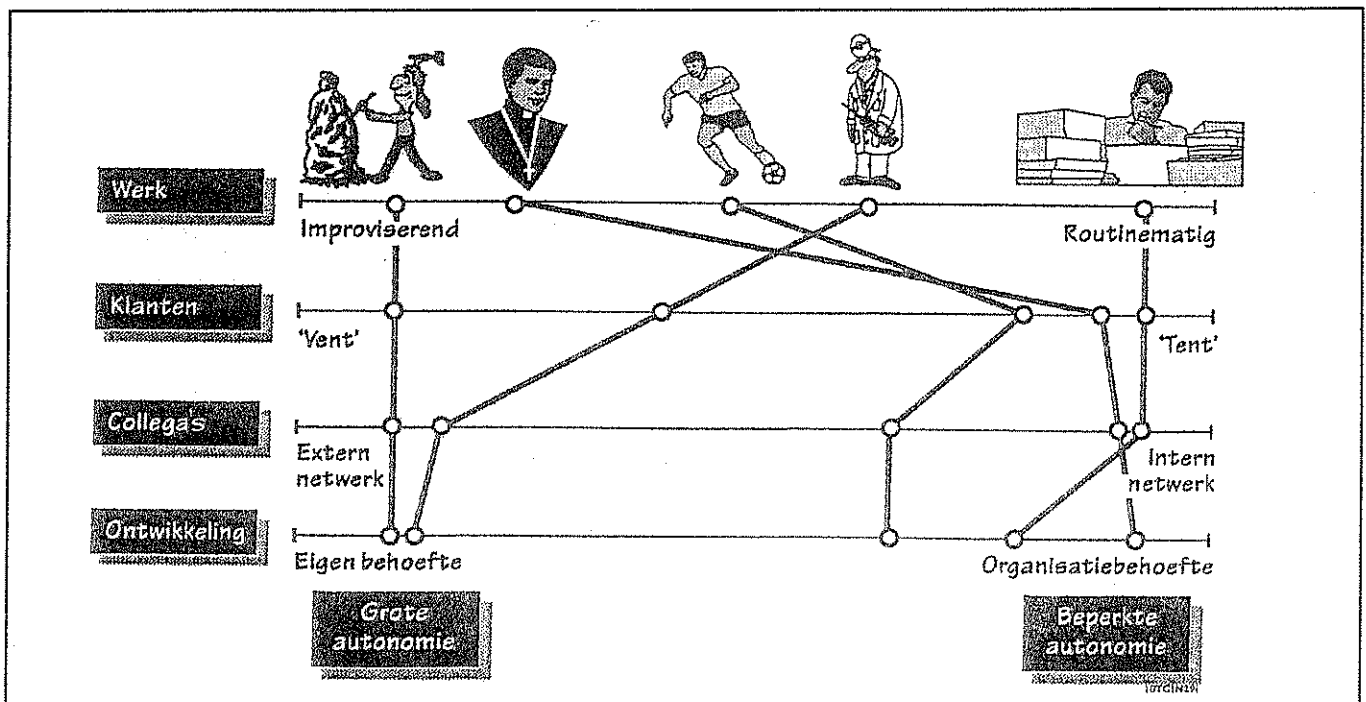 Werk
Improviserend
Routinematig
Klanten
'Vent'
'Tent'
Collega's
Extern
netwerk
Intern
netwerk
Ontwikkeling
Eigen behoefte
Organisatiebehoefte
Grote
autonomie
Beperkte
autonomie